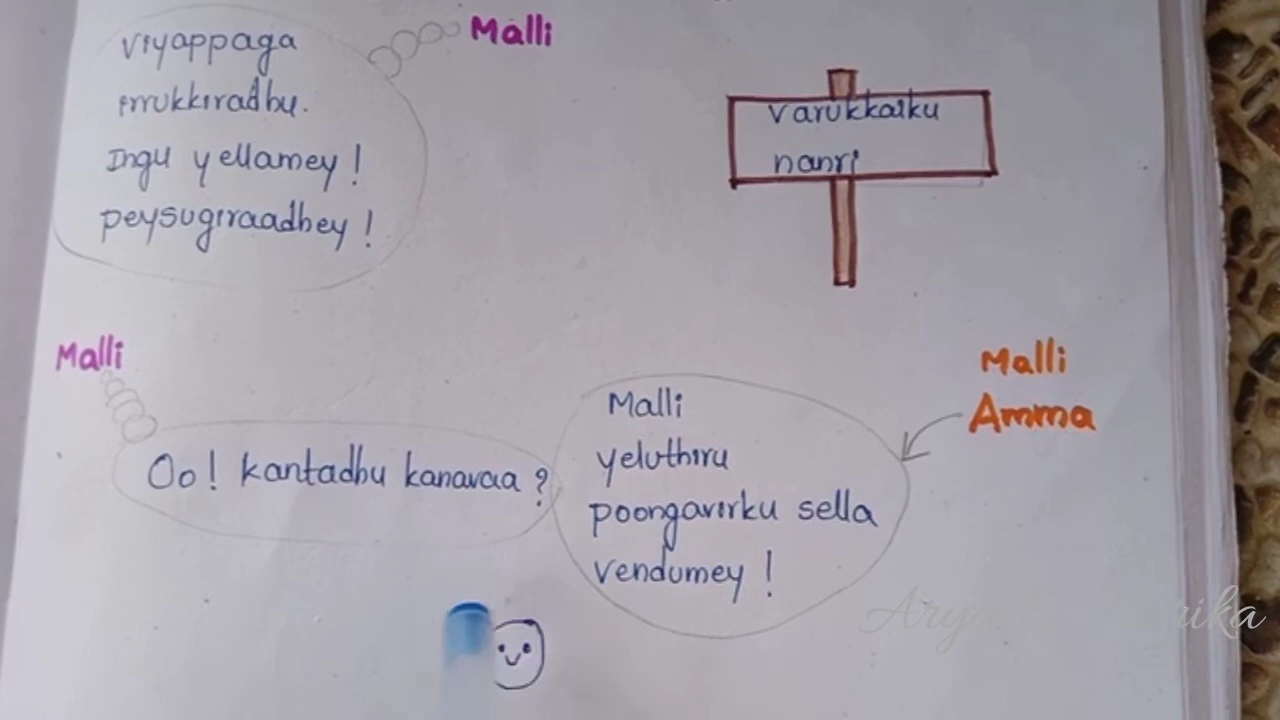 Malli
Viyappaga
irrukkiradhu.
Ingu yellamey!
peysugiraadhey!
Varukkaiku
nanri
Malli
Oo! kantadhu kanavaa?
Malli
Amma
Malli
yeluthiru
poongavirku sella
vendumey!